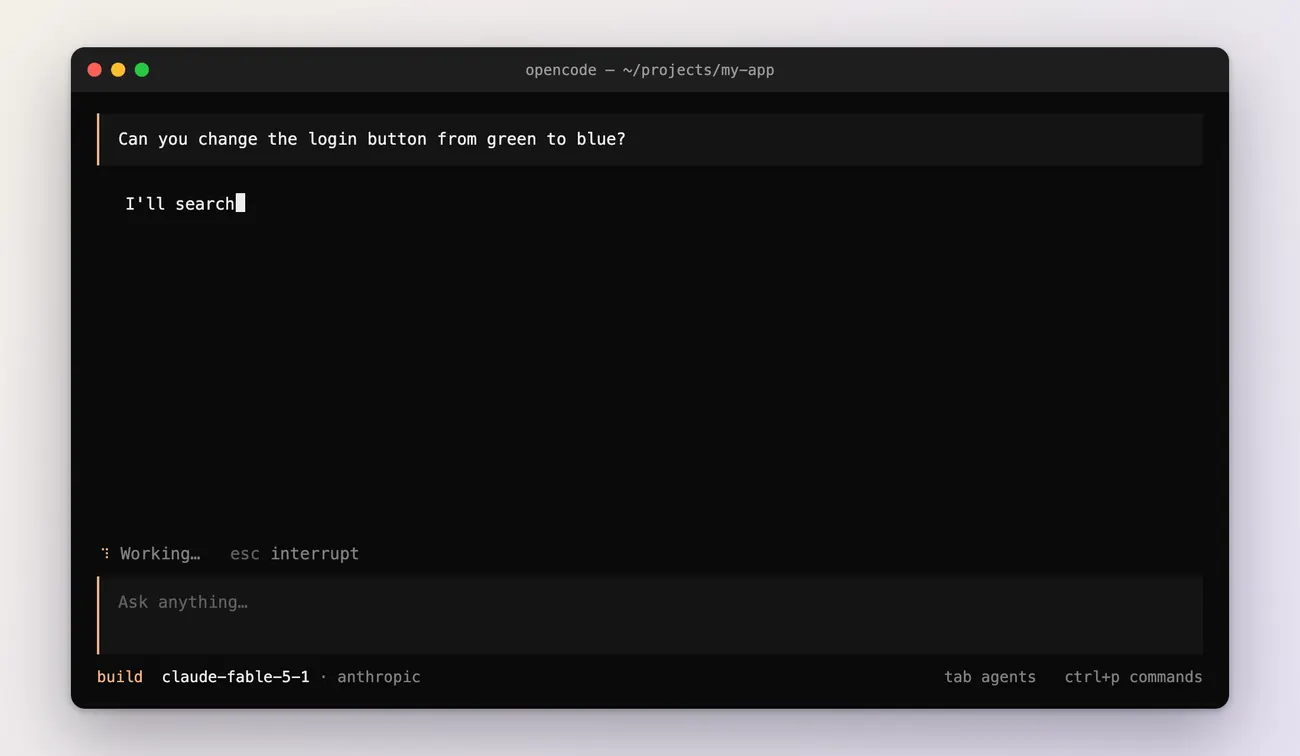 opencode — ~/projects/my-app
Can you change the login button from green to blue?
I'll search
Working… esc interrupt
Ask anything…
build claude-fable-5-1 · anthropic tab agents ctrl+p commands